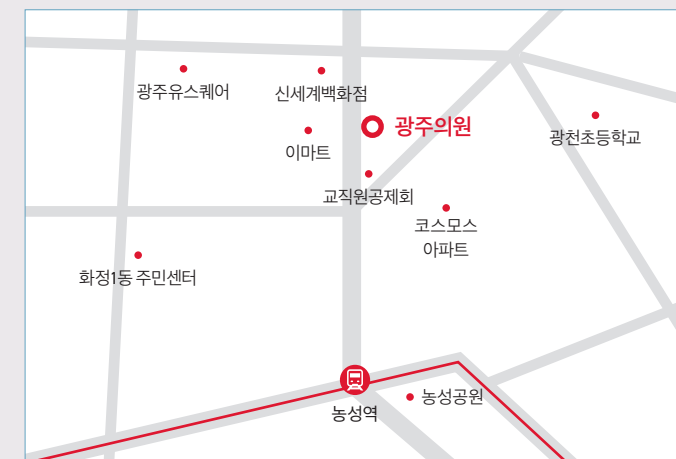 광주유스퀘어
신세계백화점
광주의원
이마트
광천초등학교
교직원공제회
코스모스
아파트
화정1동 주민센터
농성역
농성공원